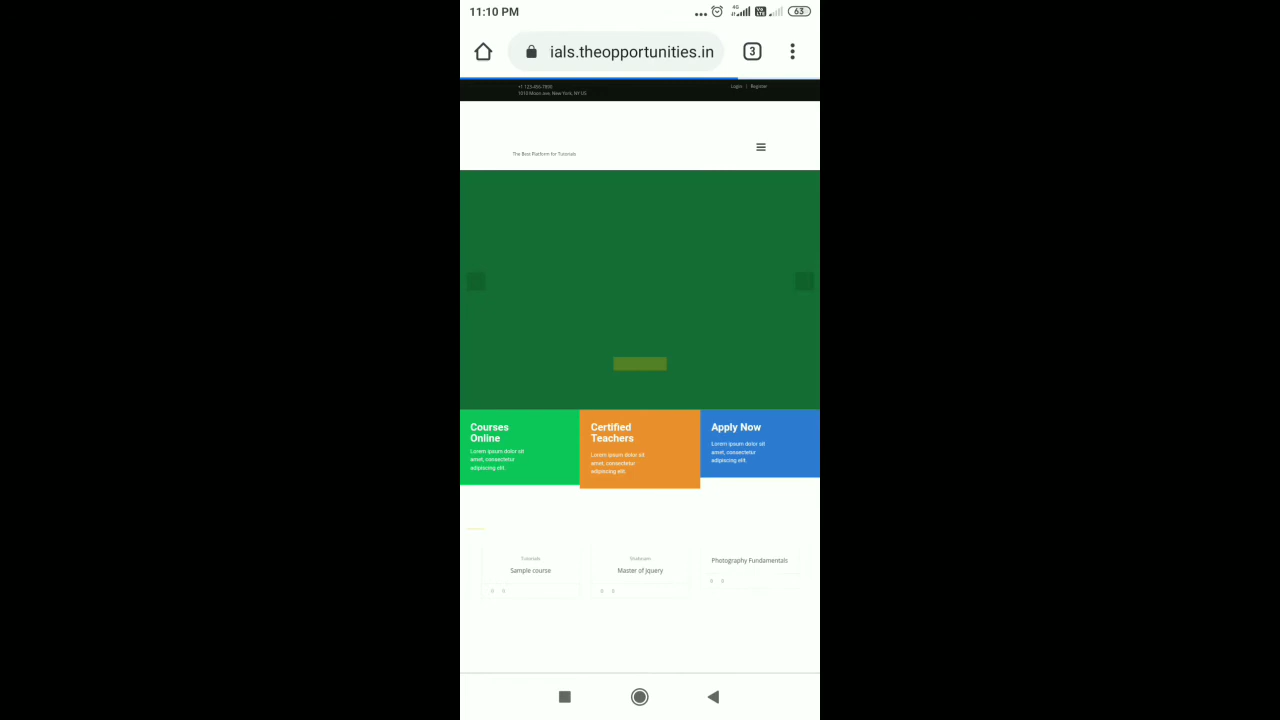 11:10 PM
4G
Vo
LTE
63
ials.theopportunities.in
3
+1 123-456-7890
1010 Moon ave, New York, NY US
Login | Register
The Best Platform for Tutorials
Courses
Online
Lorem ipsum dolor sit
amet, consectetur
adipiscing elit.
Certified
Teachers
Lorem ipsum dolor sit
amet, consectetur
adipiscing elit.
Apply Now
Lorem ipsum dolor sit
amet, consectetur
adipiscing elit.
Tutorials
Sample course
Master of jquery
Photography Fundamentals